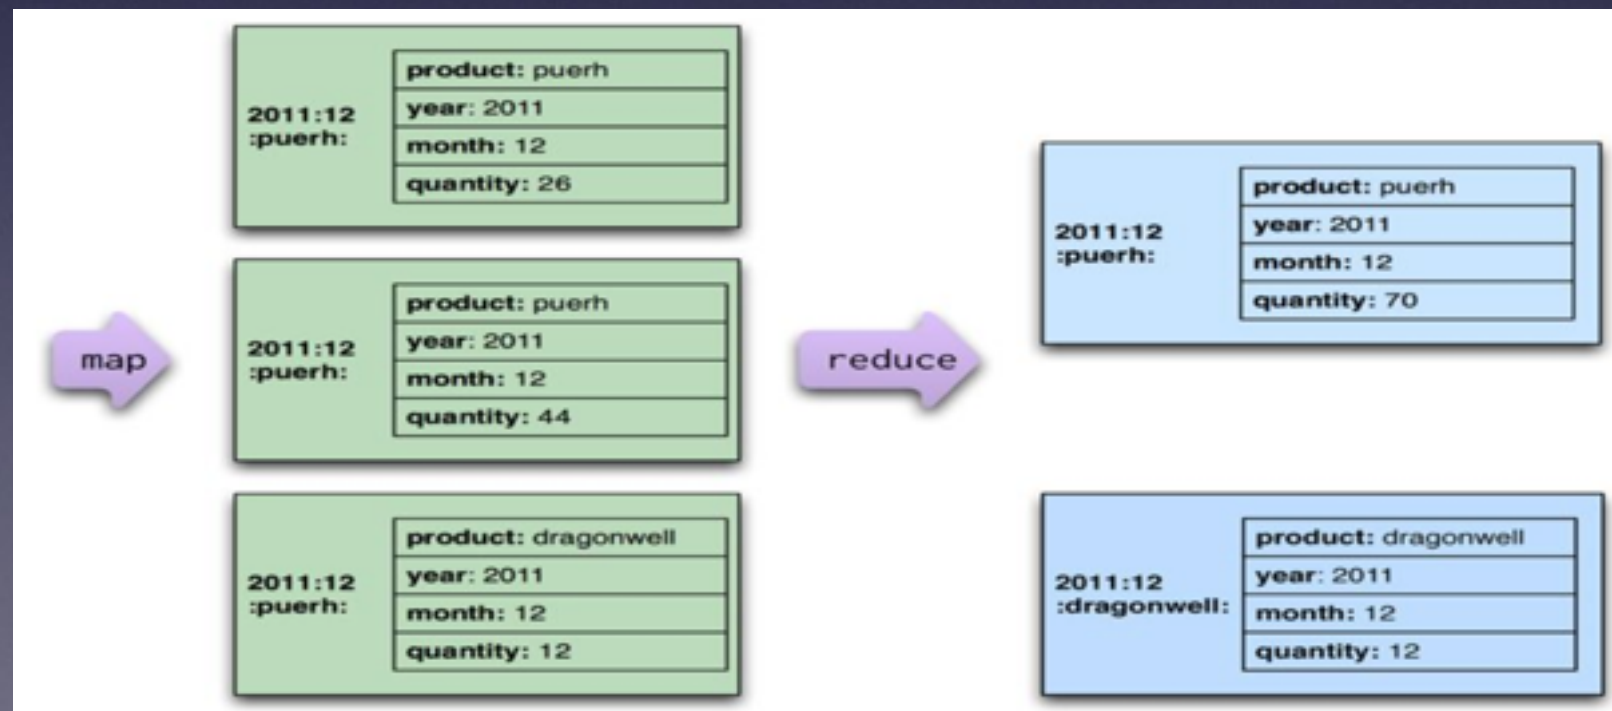 map
2011:12
:puerh:
product: puerh
year: 2011
month: 12
quantity: 26
2011:12
:puerh:
product: puerh
year: 2011
month: 12
quantity: 44
2011:12
:puerh:
product: dragonwell
year: 2011
month: 12
quantity: 12
reduce
2011:12
:puerh:
product: puerh
year: 2011
month: 12
quantity: 70
2011:12
:dragonwell:
product: dragonwell
year: 2011
month: 12
quantity: 12